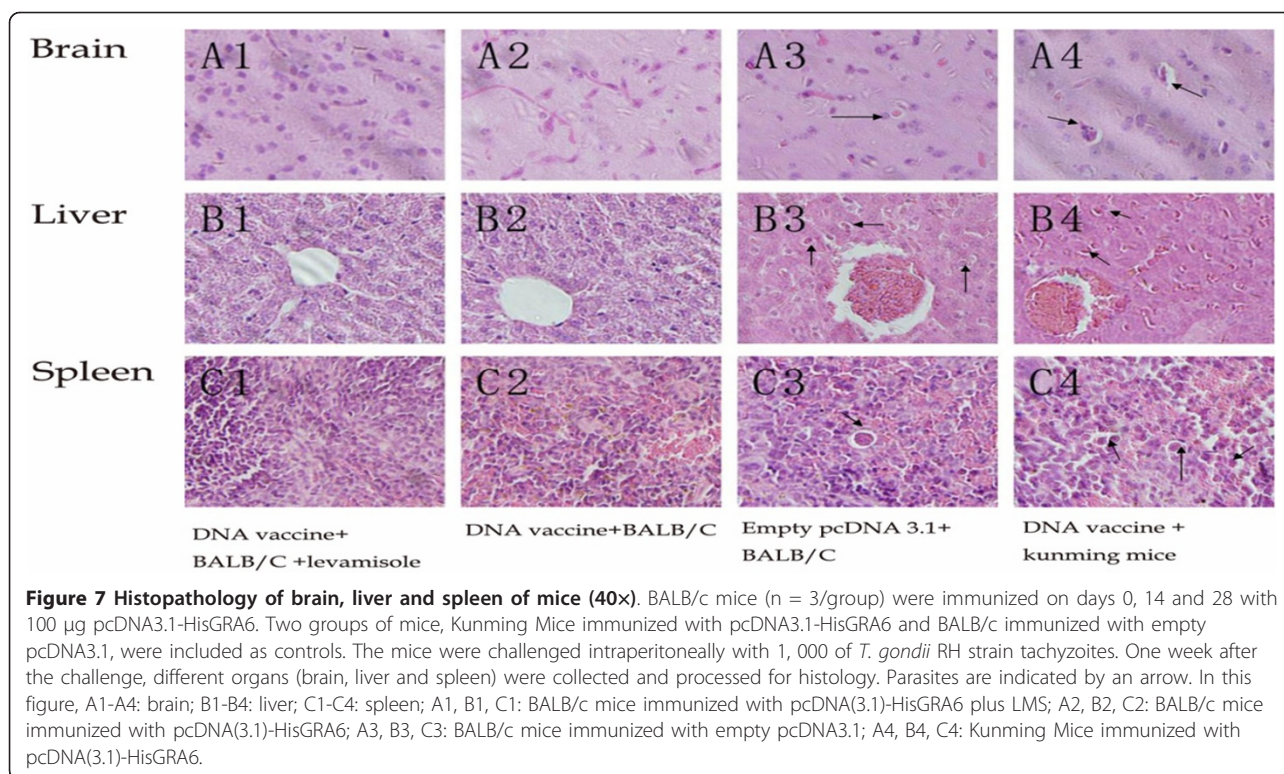 Brain A1 A2 A3 A4
Liver B1 B2 B3 B4
Spleen C1 C2 C3 C4
DNA vaccine+
BALB/C +levamisole
DNA vaccine+BALB/C
Empty pcDNA 3.1+
BALB/C
DNA vaccine +
kunming mice
Figure 7 Histopathology of brain, liver and spleen of mice (40×). BALB/c mice (n = 3/group) were immunized on days 0, 14 and 28 with
100 μg pcDNA3.1-HisGRA6. Two groups of mice, Kunming Mice immunized with pcDNA3.1-HisGRA6 and BALB/c immunized with empty
pcDNA3.1, were included as controls. The mice were challenged intraperitoneally with 1, 000 of T. gondii RH strain tachyzoites. One week after
the challenge, different organs (brain, liver and spleen) were collected and processed for histology. Parasites are indicated by an arrow. In this
figure, A1-A4: brain; B1-B4: liver; C1-C4: spleen; A1, B1, C1: BALB/c mice immunized with pcDNA(3.1)-HisGRA6 plus LMS; A2, B2, C2: BALB/c mice
immunized with pcDNA(3.1)-HisGRA6; A3, B3, C3: BALB/c mice immunized with empty pcDNA3.1; A4, B4, C4: Kunming Mice immunized with
pcDNA(3.1)-HisGRA6.